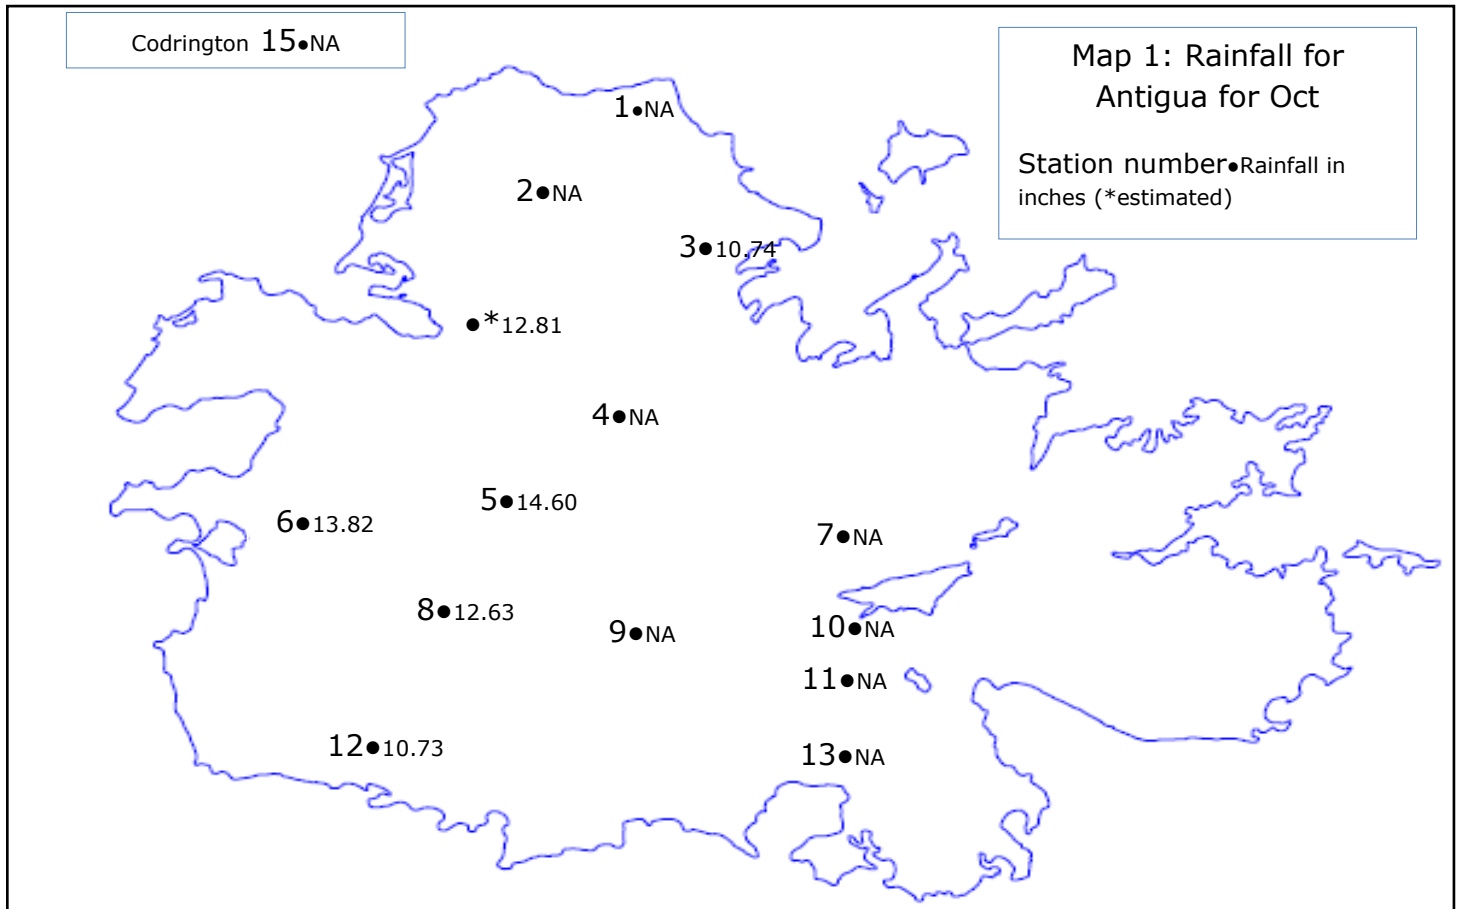 Codrington 15●NA
Map 1: Rainfall for
Antigua for Oct
Station number●Rainfall in
inches (*estimated)
1●NA
2●NA
3●10.74
●*12.81
4●NA
5●14.60
6●13.82
7●NA
8●12.63
9●NA
10●NA
11●NA
12●10.73
13●NA